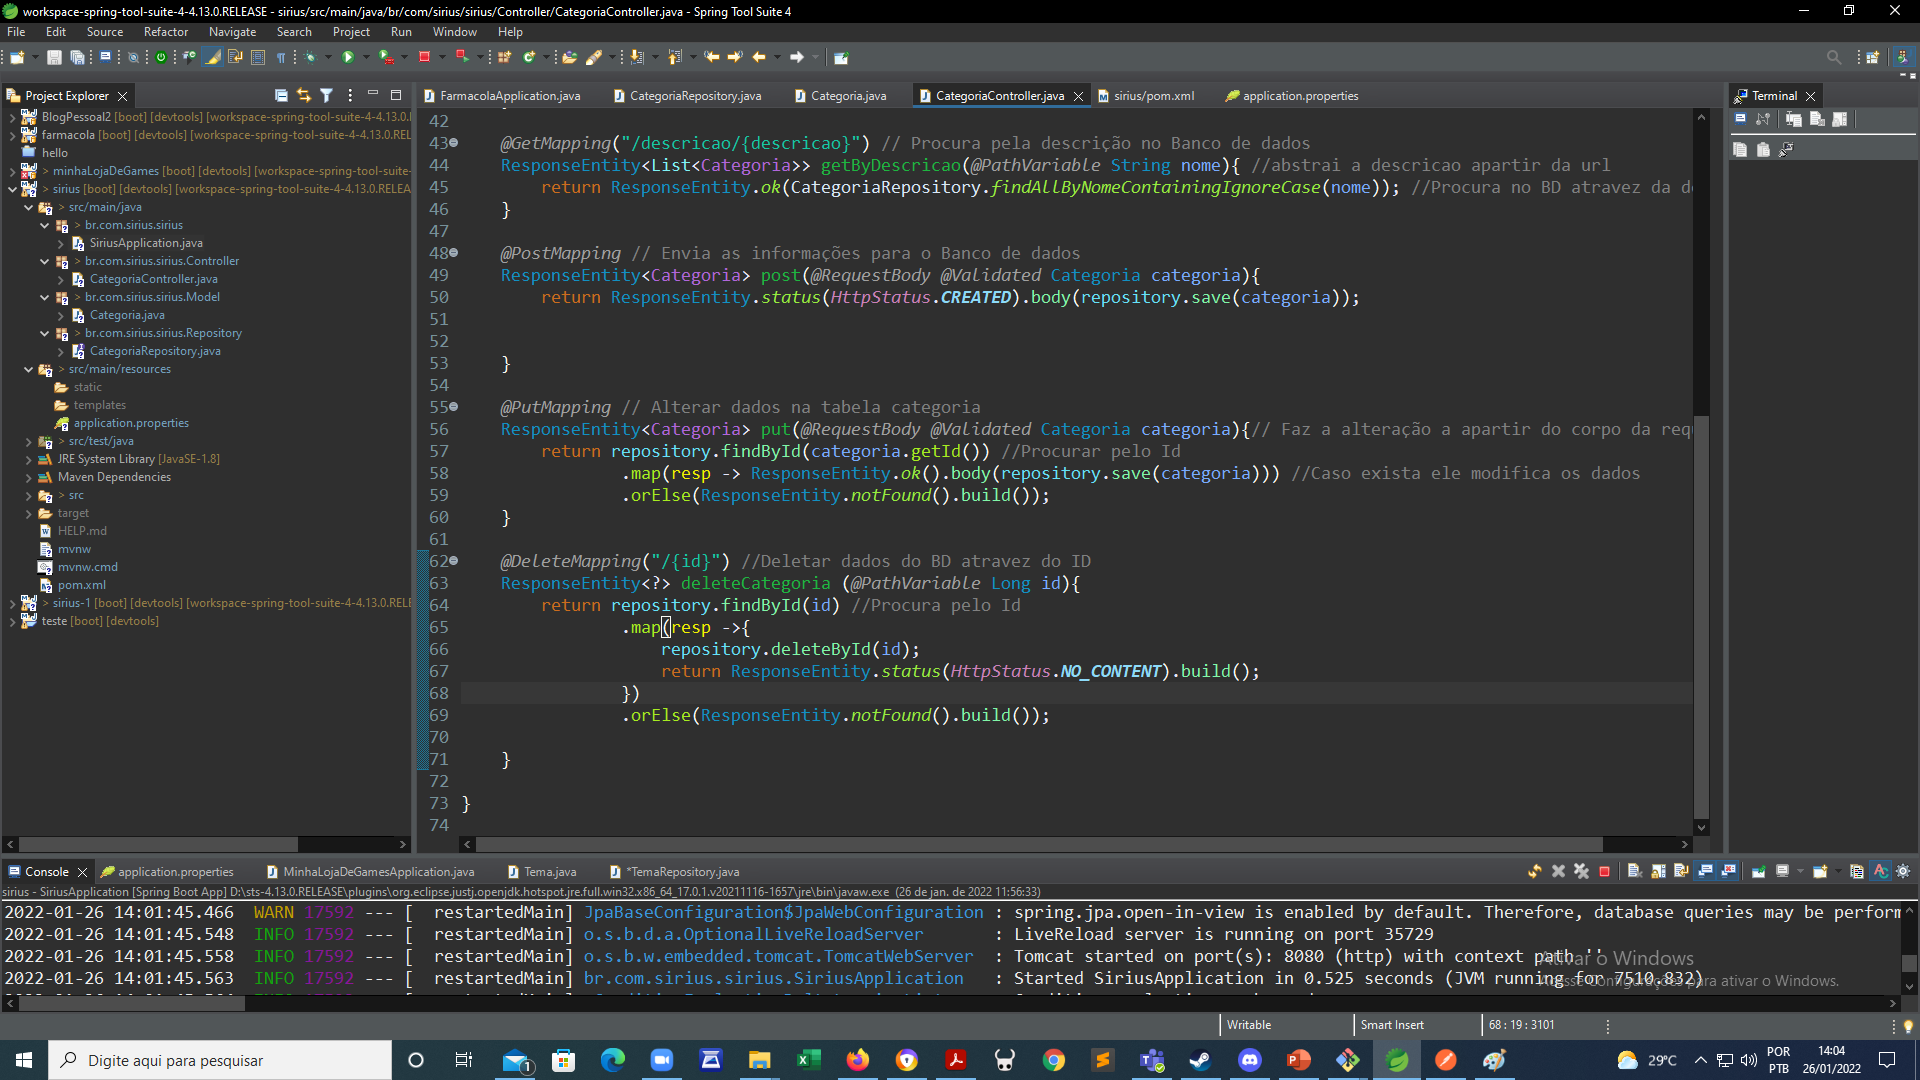 workspace-spring-tool-suite-4-4.13.0.RELEASE - sirius/src/main/java/br/com/sirius/sirius/Controller/CategoriaController.java - Spring Tool Suite 4
File Edit Source Refactor Navigate Search Project Run Window Help
Project Explorer
BlogPessoal2 [boot] [devtools] [workspace-spring-tool-suite-4-4.13.0.l
farmacola [boot] [devtools] [workspace-spring-tool-suite-4-4.13.0.REL
hello
> minhaLojaDeGames [boot] [devtools] [workspace-spring-tool-suite-
> sirius [boot] [devtools] [workspace-spring-tool-suite-4-4.13.0.RELEA
> src/main/java
> br.com.sirius.sirius
SiriusApplication.java
> br.com.sirius.sirius.Controller
CategoriaController.java
> br.com.sirius.sirius.Model
Categoria.java
> br.com.sirius.sirius.Repository
CategoriaRepository.java
> src/main/resources
static
templates
application.properties
> src/test/java
JRE System Library [JavaSE-1.8]
Maven Dependencies
> src
target
HELP.md
mvnw
mvnw.cmd
pom.xml
> sirius-1 [boot] [devtools] [workspace-spring-tool-suite-4-4.13.0.RELE
teste [boot] [devtools]
FarmacolaApplication.java CategoriaRepository.java Categoria.java CategoriaController.java sirius/pom.xml application.properties
42
43 @GetMapping("/descricao/{descricao}") // Procura pela descrição no Banco de dados
44 ResponseEntity<List<Categoria>> getByDescricao(@PathVariable String nome){ //abstrai a descricao apartir da url
45 return ResponseEntity.ok(CategoriaRepository.findAllByNomeContainingIgnoreCase(nome)); //Procura no BD atravez da d
46 }
47
48 @PostMapping // Envia as informações para o Banco de dados
49 ResponseEntity<Categoria> post(@RequestBody @Validated Categoria categoria){
50 return ResponseEntity.status(HttpStatus.CREATED).body(repository.save(categoria));
51
52
53 }
54
55 @PutMapping // Alterar dados na tabela categoria
56 ResponseEntity<Categoria> put(@RequestBody @Validated Categoria categoria){// Faz a alteração a apartir do corpo da req
57 return repository.findById(categoria.getId()) //Procurar pelo Id
58 .map(resp -> ResponseEntity.ok().body(repository.save(categoria))) //Caso exista ele modifica os dados
59 .orElse(ResponseEntity.notFound().build());
60 }
61
62 @DeleteMapping("/{id}") //Deletar dados do BD atravez do ID
63 ResponseEntity<?> deleteCategoria (@PathVariable Long id){
64 return repository.findById(id) //Procura pelo Id
65 .map(resp ->{
66 repository.deleteById(id);
67 return ResponseEntity.status(HttpStatus.NO_CONTENT).build();
68 })
69 .orElse(ResponseEntity.notFound().build());
70
71 }
72
73 }
74
Terminal
Console application.properties MinhaLojaDeGamesApplication.java Tema.java *TemaRepository.java
sirius - SiriusApplication [Spring Boot App] D:\sts-4.13.0.RELEASE\plugins\org.eclipse.justj.openjdk.hotspot.jre.full.win32.x86_64_17.0.1.v20211116-1657\jre\bin\javaw.exe (26 de jan. de 2022 11:56:33)
2022-01-26 14:01:45.466 WARN 17592 --- [ restartedMain] JpaBaseConfiguration$JpaWebConfiguration : spring.jpa.open-in-view is enabled by default. Therefore, database queries may be perform
2022-01-26 14:01:45.548 INFO 17592 --- [ restartedMain] o.s.b.d.a.OptionalLiveReloadServer : LiveReload server is running on port 35729
2022-01-26 14:01:45.558 INFO 17592 --- [ restartedMain] o.s.b.w.embedded.tomcat.TomcatWebServer : Tomcat started on port(s): 8080 (http) with context path ''
2022-01-26 14:01:45.563 INFO 17592 --- [ restartedMain] br.com.sirius.sirius.SiriusApplication : Started SiriusApplication in 0.525 seconds (JVM running for 7510.832)
Ativar o Windows
Acesse Configurações para ativar o Windows.
Writable Smart Insert 68 : 19 : 3101
Digite aqui para pesquisar
1
29°C
POR
PTB
14:04
26/01/2022